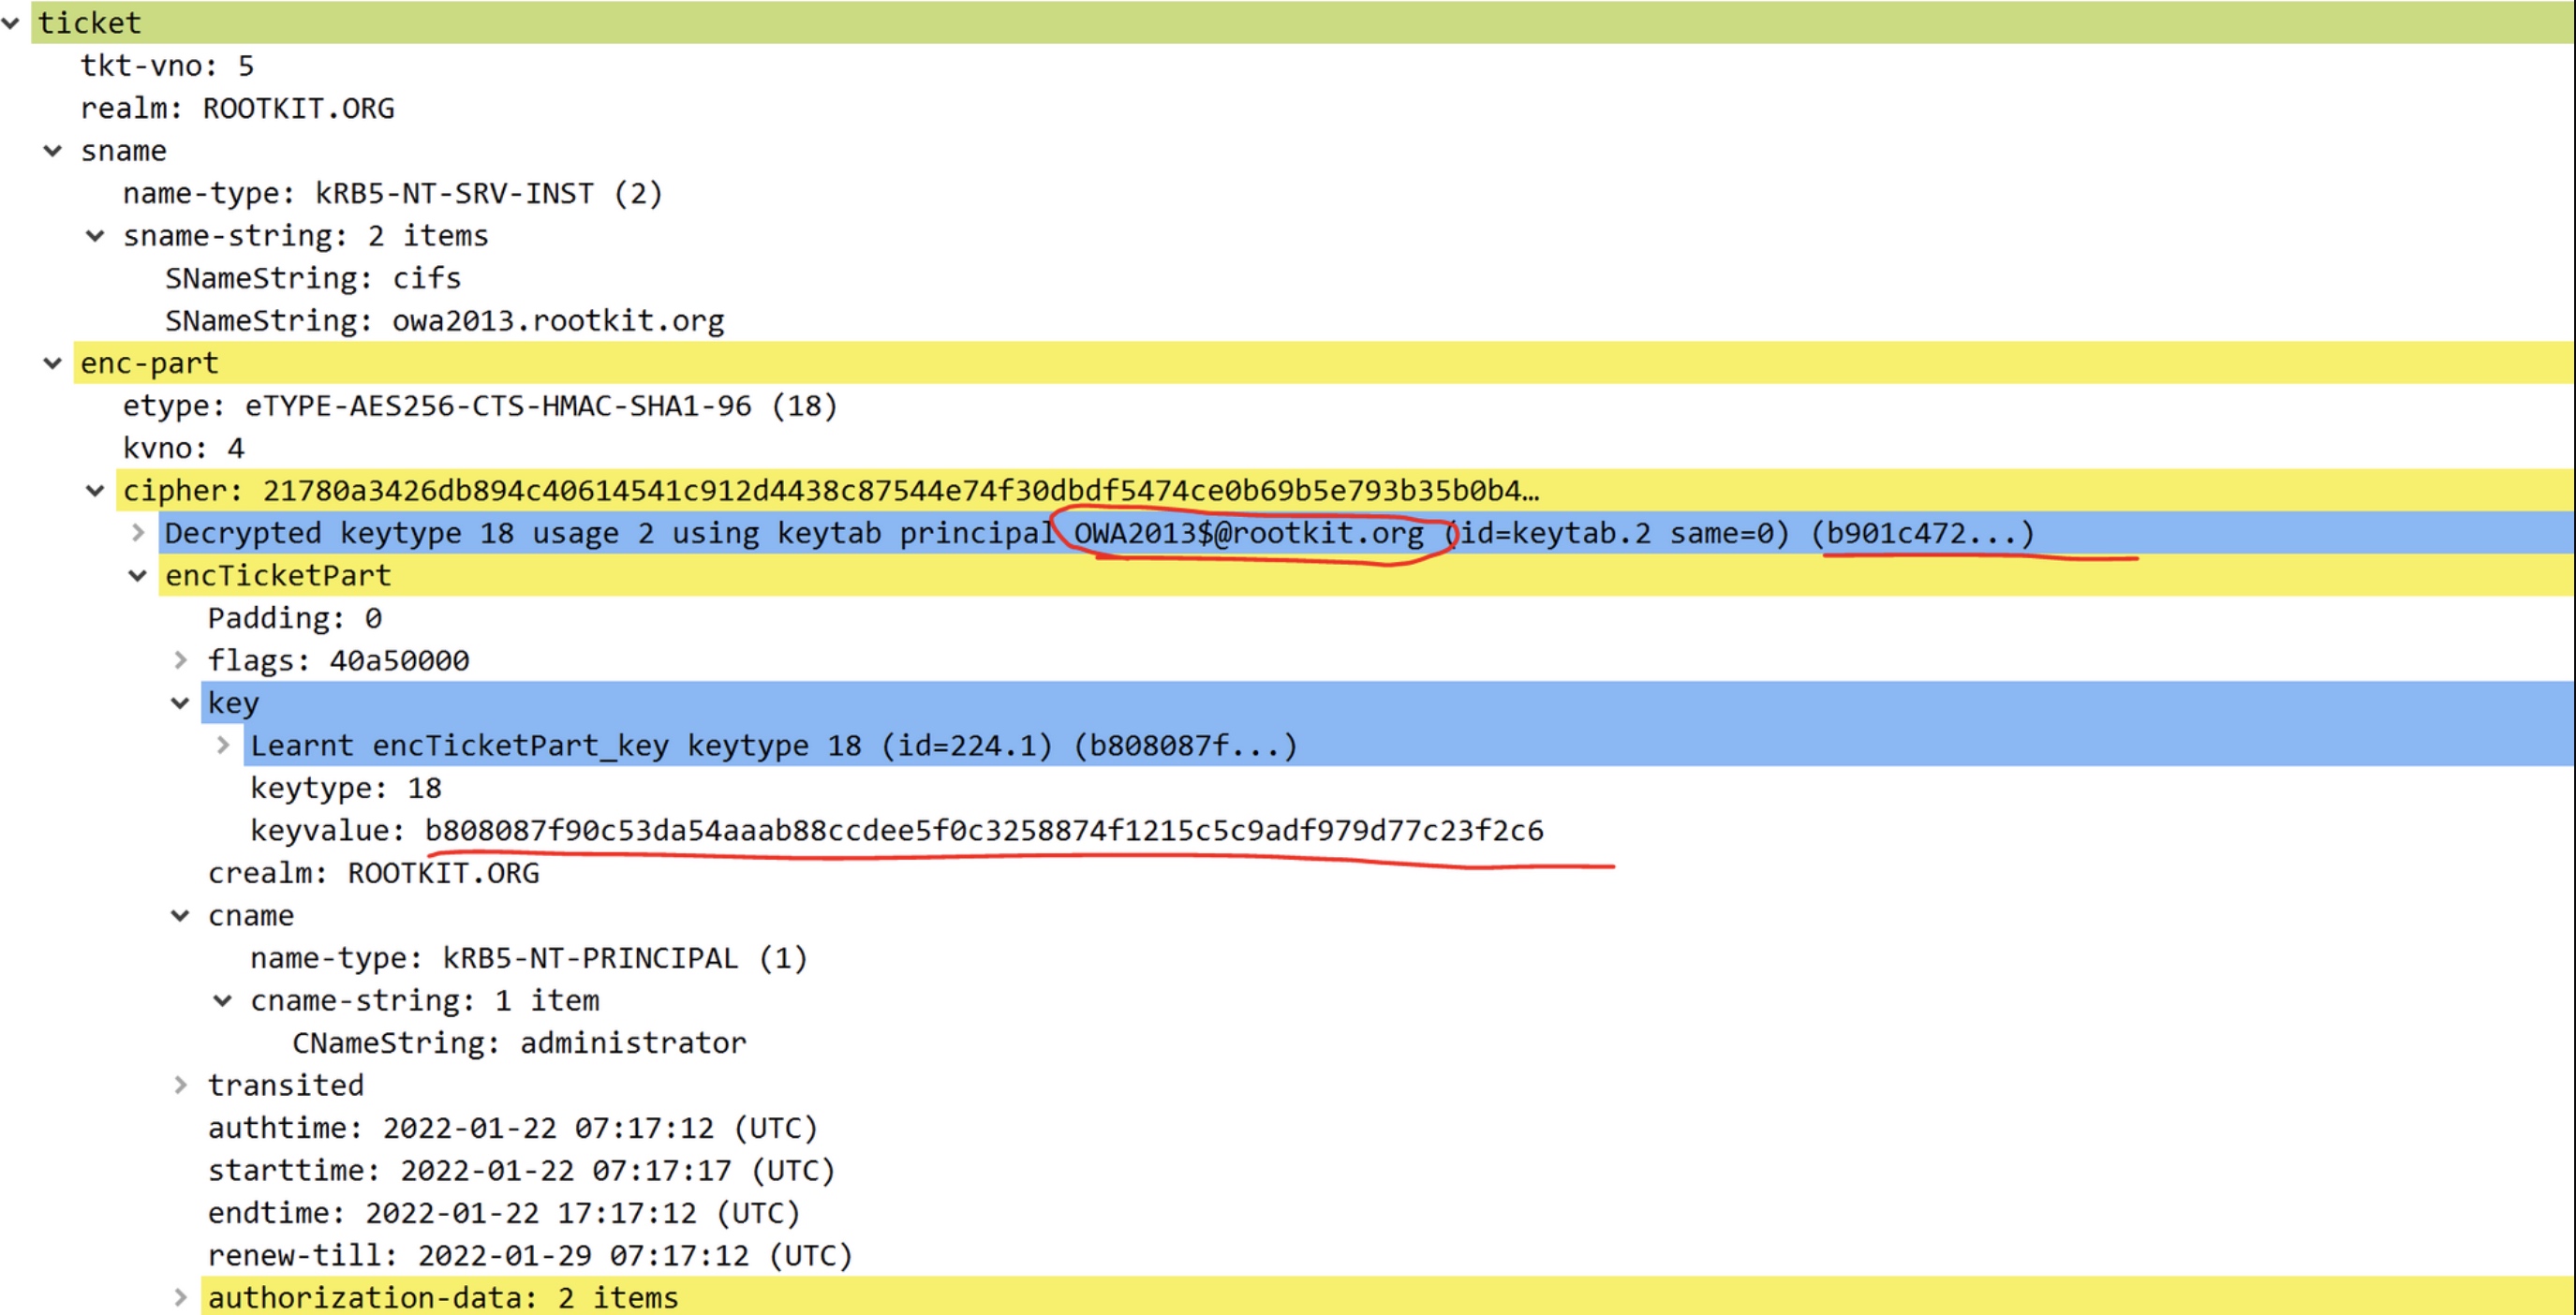 ticket
tkt-vno: 5
realm: ROOTKIT.ORG
sname
name-type: kRB5-NT-SRV-INST (2)
sname-string: 2 items
SNameString: cifs
SNameString: owa2013.rootkit.org
enc-part
etype: eTYPE-AES256-CTS-HMAC-SHA1-96 (18)
kvno: 4
cipher: 21780a3426db894c40614541c912d4438c87544e74f30dbdf5474ce0b69b5e793b35b0b4…
Decrypted keytype 18 usage 2 using keytab principal OWA2013$@rootkit.org (id=keytab.2 same=0) (b901c472...)
encTicketPart
Padding: 0
flags: 40a50000
key
Learnt encTicketPart_key keytype 18 (id=224.1) (b808087f...)
keytype: 18
keyvalue: b808087f90c53da54aaab88ccdee5f0c3258874f1215c5c9adf979d77c23f2c6
crealm: ROOTKIT.ORG
cname
name-type: kRB5-NT-PRINCIPAL (1)
cname-string: 1 item
CNameString: administrator
transited
authtime: 2022-01-22 07:17:12 (UTC)
starttime: 2022-01-22 07:17:17 (UTC)
endtime: 2022-01-22 17:17:12 (UTC)
renew-till: 2022-01-29 07:17:12 (UTC)
authorization-data: 2 items